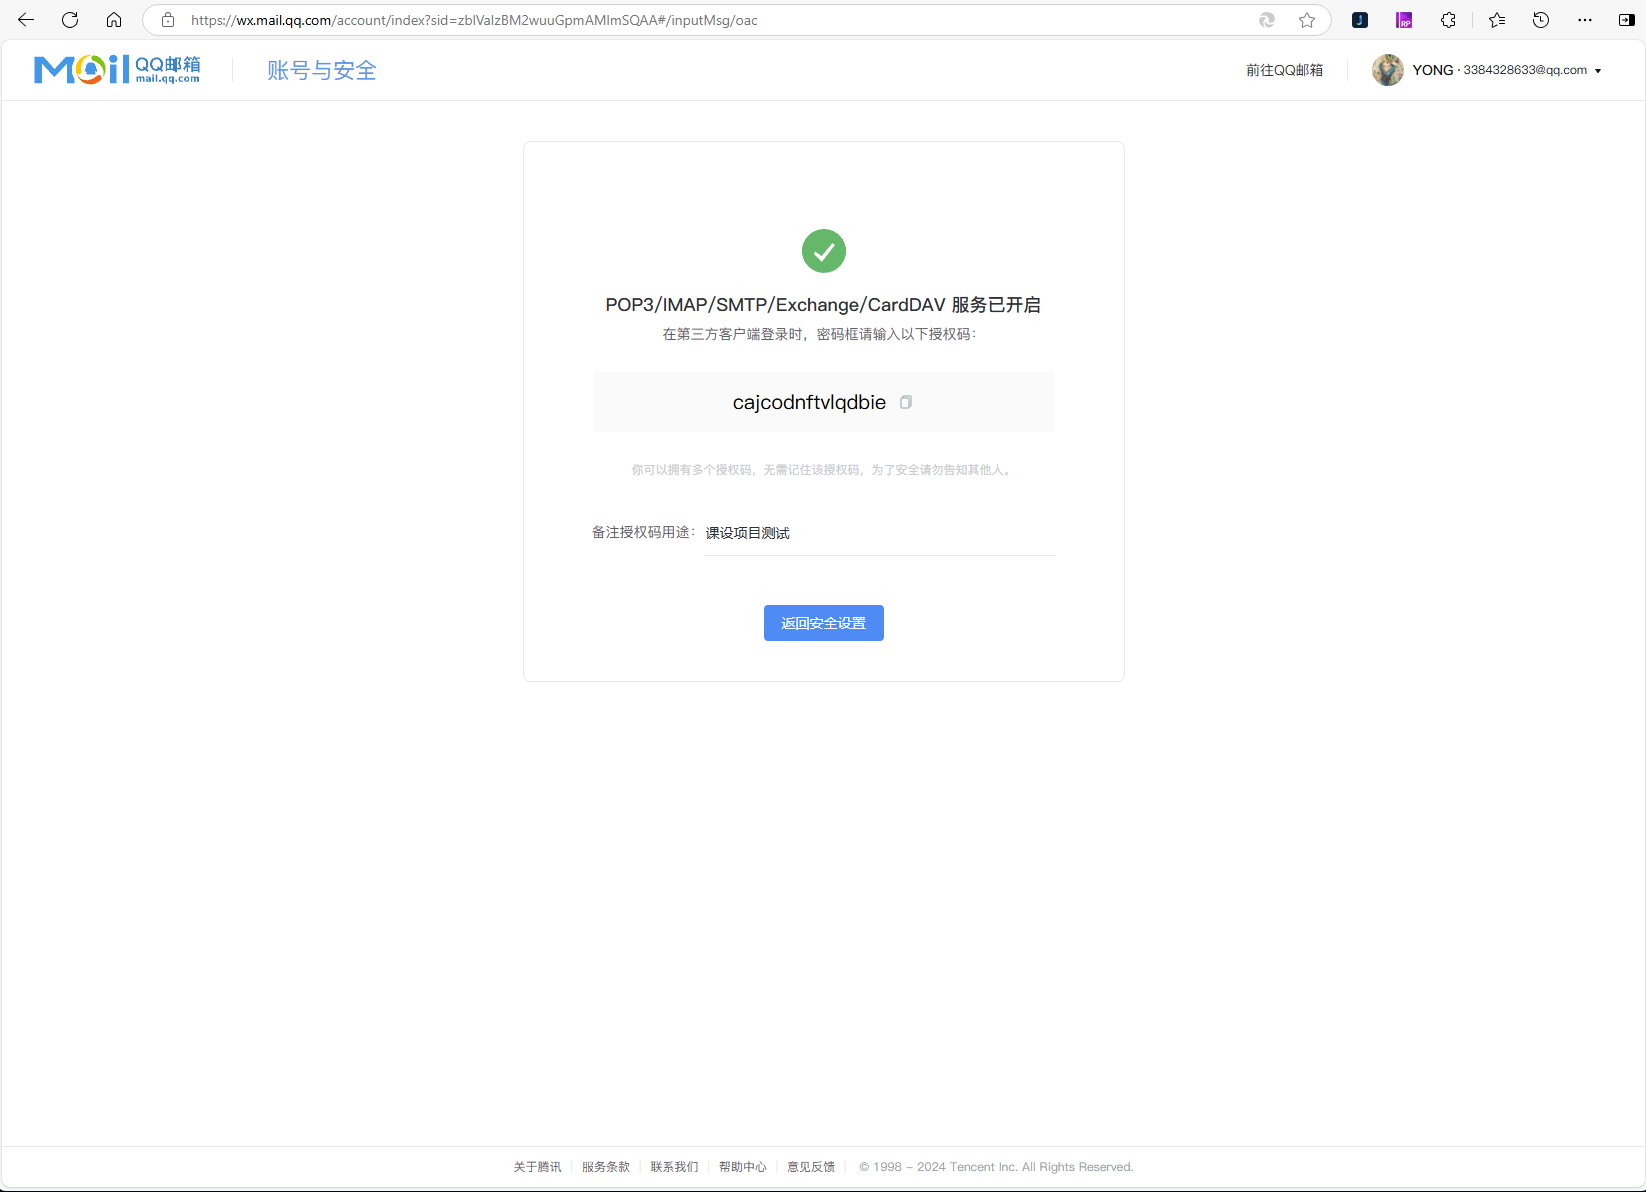 https://wx.mail.qq.com/account/index?sid=zblValzBM2wuuGpmAMlmSQAA#/inputMsg/oac
Mail QQ邮箱
mail.qq.com
账号与安全
前往QQ邮箱
YONG · 3384328633@qq.com
POP3/IMAP/SMTP/Exchange/CardDAV 服务已开启
在第三方客户端登录时，密码框请输入以下授权码：
cajcodnftvlqdbie
你可以拥有多个授权码，无需记住该授权码，为了安全请勿告知其他人。
备注授权码用途： 课设项目测试
返回安全设置
关于腾讯 服务条款 联系我们 帮助中心 意见反馈 © 1998 - 2024 Tencent Inc. All Rights Reserved.